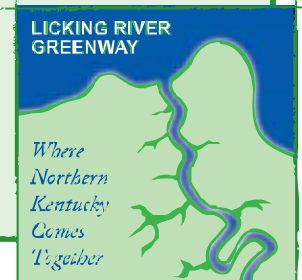 LICKING RIVER
GREENWAY
Where
Northern
Kentucky
Comes
Together